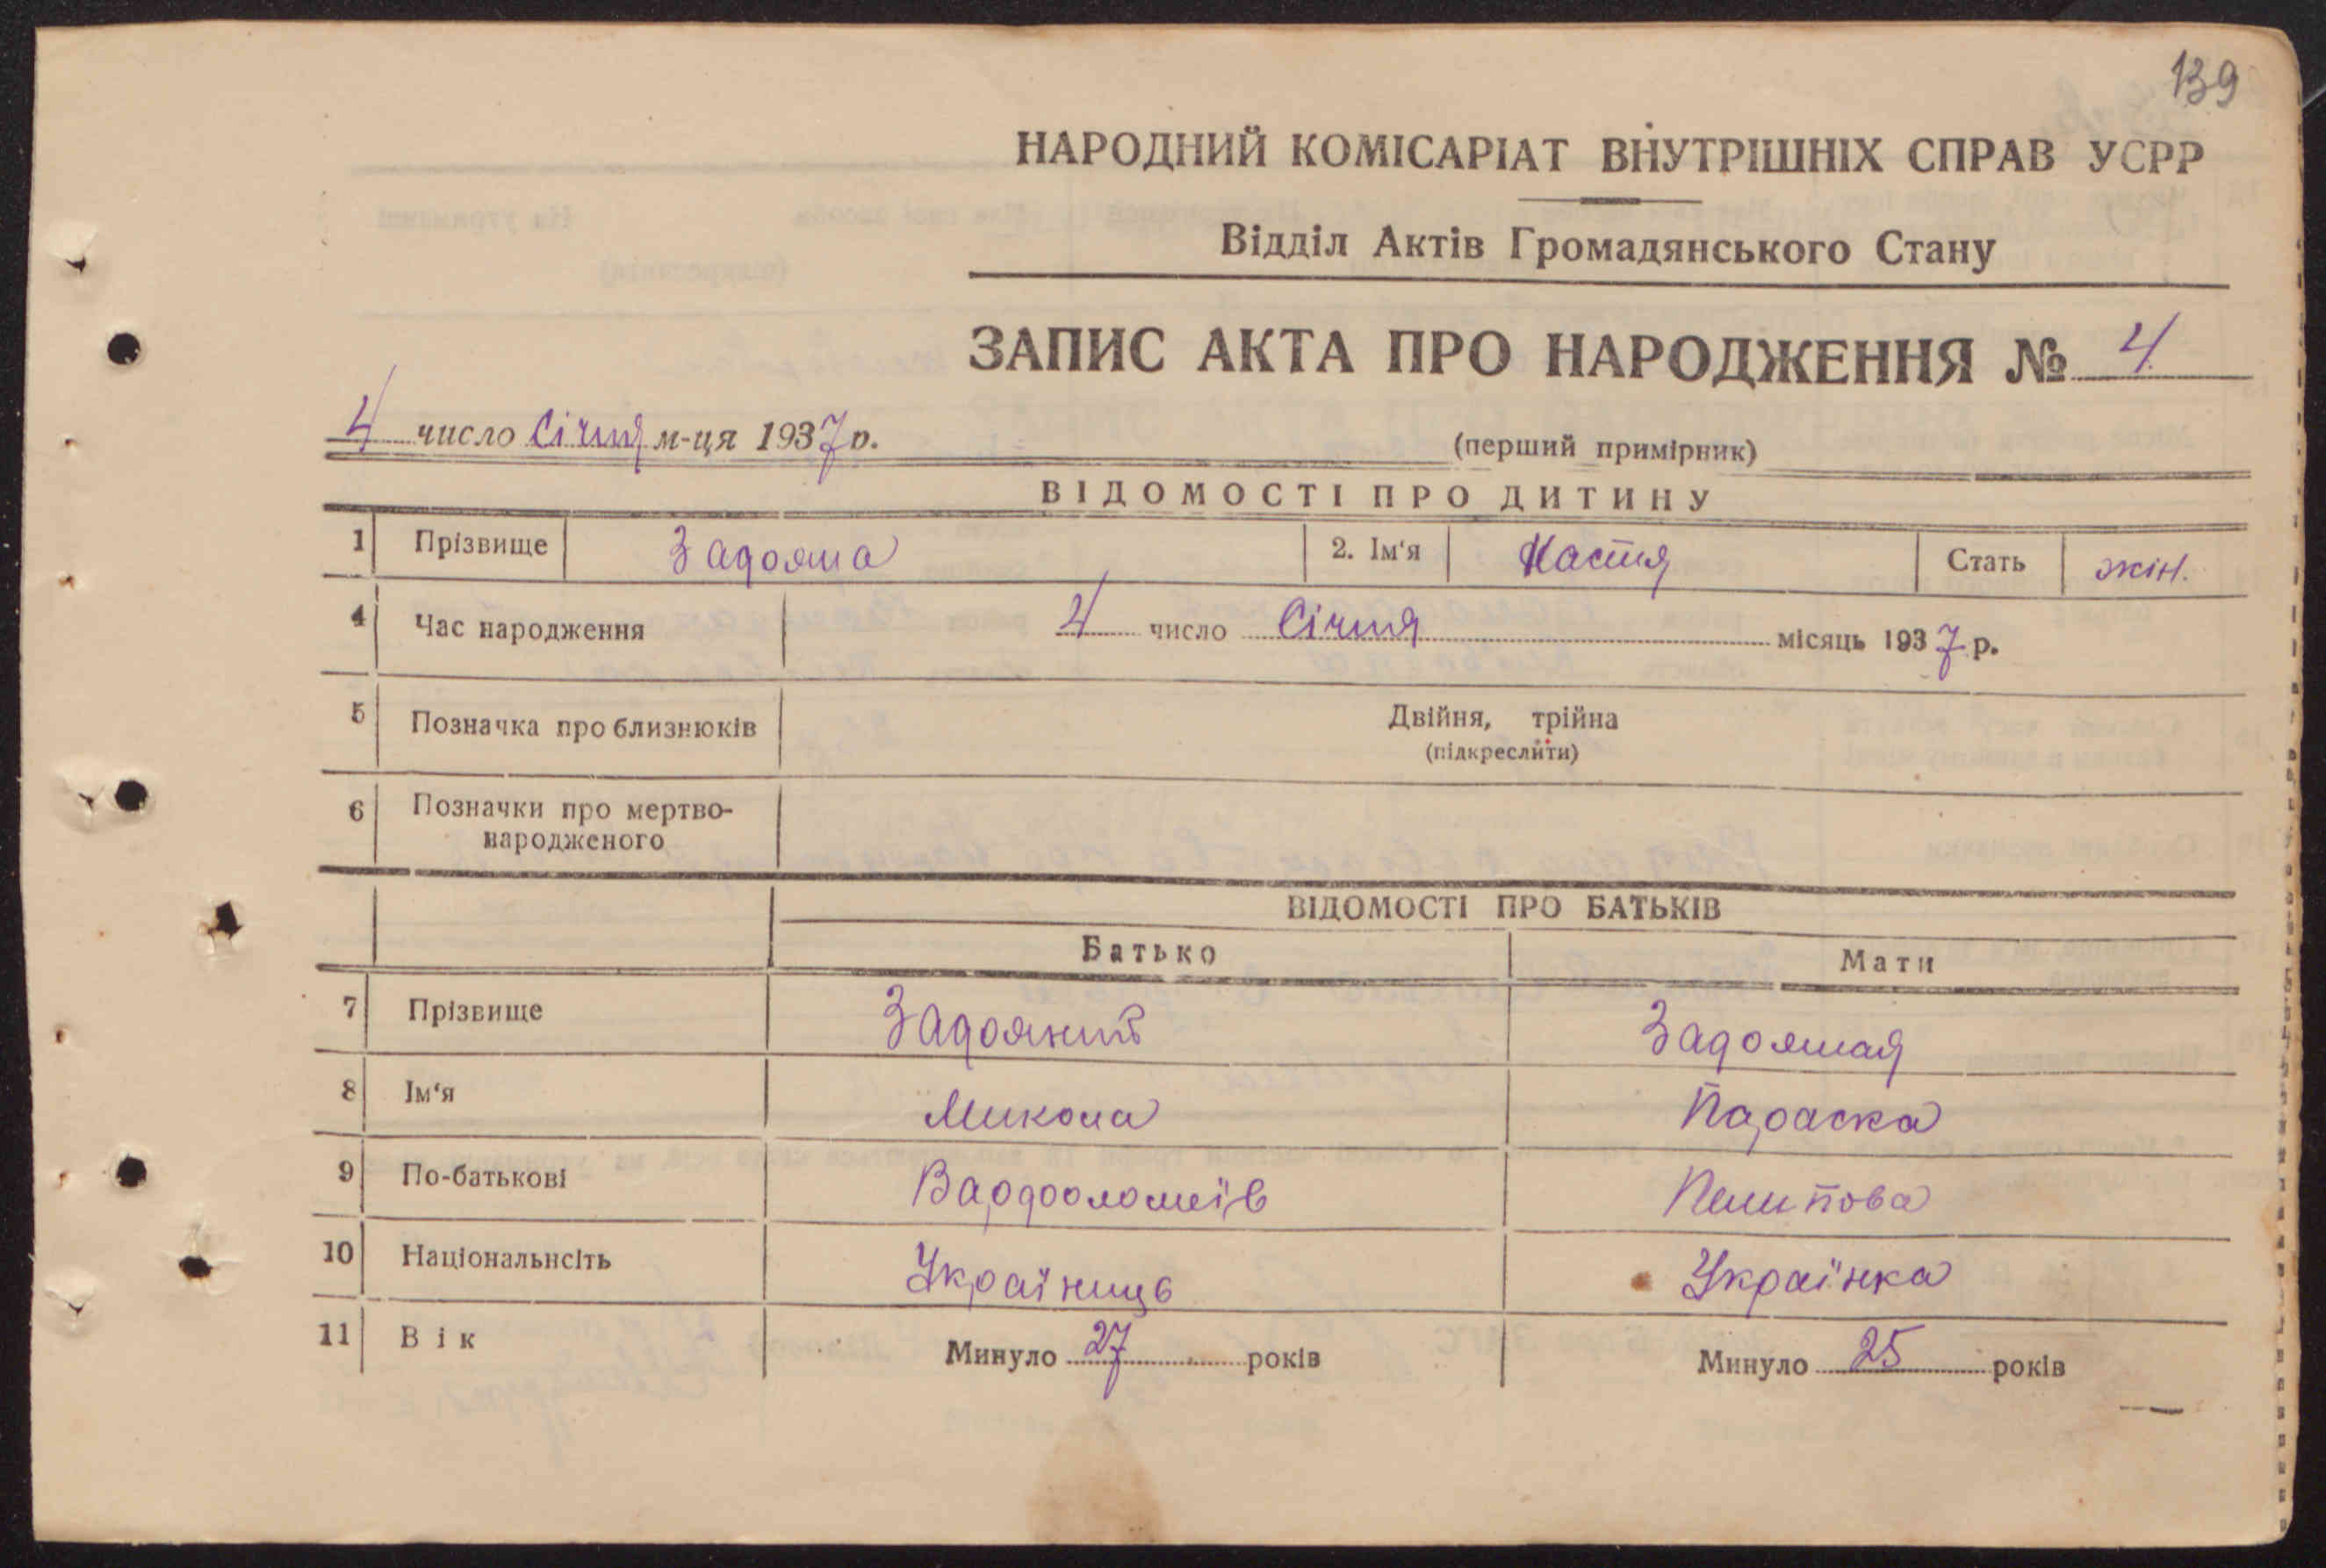 139
НАРОДНИЙ КОМІСАРІАТ ВНУТРІШНІХ СПРАВ УСРР
Відділ Актів Громадянського Стану
ЗАПИС АКТА ПРО НАРОДЖЕННЯ № 4
4 число Січня м-ця 1937 р.
(перший примірник)
ВІДОМОСТІ ПРО ДИТИНУ
1 Прізвище Задояна 2. Ім'я Настя Стать жін.
4 Час народження 4 число Січня місяць 1937 р.
5 Позначка про близнюків Двійня, трійна
(підкреслити)
6 Позначки про мертво-
народженого
ВІДОМОСТІ ПРО БАТЬКІВ
Батько Мати
7 Прізвище Задояний Задояная
8 Ім'я Микола Параска
9 По-батькові Вардоломеїв Пелипова
10 Національнсіть Українець Українка
11 Вік Минуло 27 років Минуло 25 років